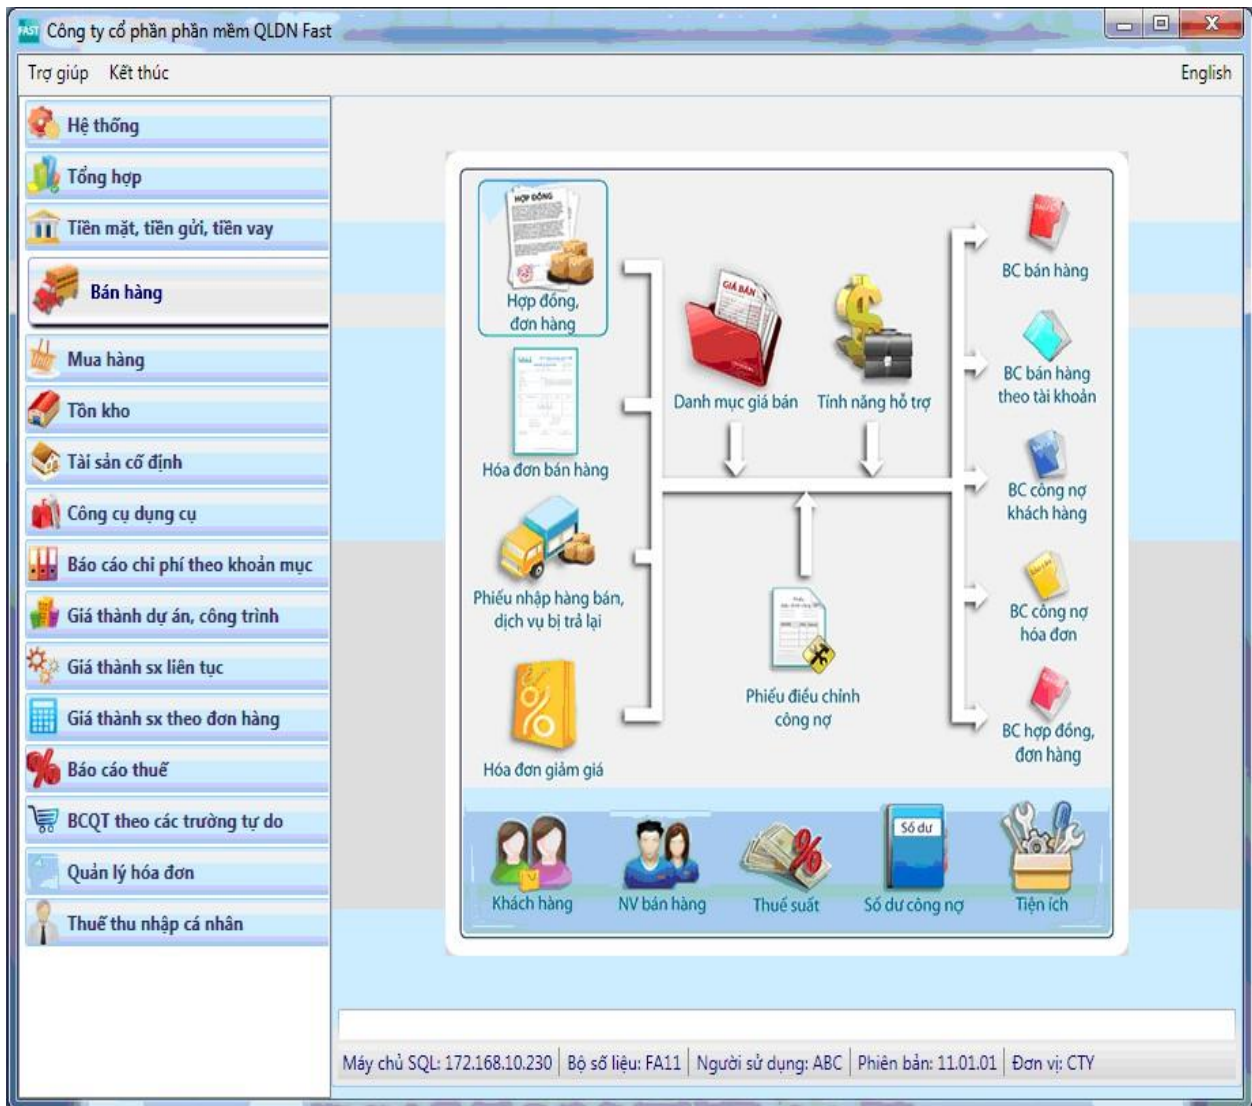 FAST Công ty cổ phần phần mềm QLDN Fast
Trợ giúp Kết thúc English
Hệ thống
Tổng hợp
Tiền mặt, tiền gửi, tiền vay
Bán hàng
Mua hàng
Tồn kho
Tài sản cố định
Công cụ dụng cụ
Báo cáo chi phí theo khoản mục
Giá thành dự án, công trình
Giá thành sx liên tục
Giá thành sx theo đơn hàng
Báo cáo thuế
BCQT theo các trường tự do
Quản lý hóa đơn
Thuế thu nhập cá nhân
HỢP ĐỒNG
Hợp đồng,
đơn hàng
Hóa đơn bán hàng
Phiếu nhập hàng bán,
dịch vụ bị trả lại
Hóa đơn giảm giá
GIÁ BÁN
Danh mục giá bán
Tính năng hỗ trợ
Phiếu điều chỉnh
công nợ
BC bán hàng
BC bán hàng
theo tài khoản
BC công nợ
khách hàng
BC công nợ
hóa đơn
BC hợp đồng,
đơn hàng
Khách hàng
NV bán hàng
Thuế suất
Số dư
Số dư công nợ
Tiện ích
Máy chủ SQL: 172.168.10.230 Bộ số liệu: FA11 Người sử dụng: ABC Phiên bản: 11.01.01 Đơn vị: CTY